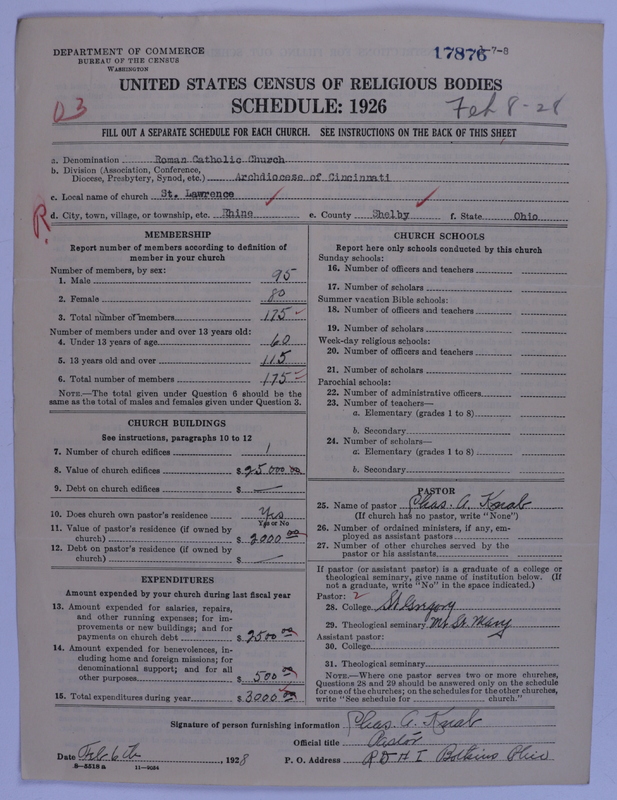 DEPARTMENT OF COMMERCE
BUREAU OF THE CENSUS
WASHINGTON
17876
7-8
UNITED STATES CENSUS OF RELIGIOUS BODIES
D3
SCHEDULE: 1926
Feb 8-28
FILL OUT A SEPARATE SCHEDULE FOR EACH CHURCH. SEE INSTRUCTIONS ON THE BACK OF THIS SHEET
a. Denomination Roman Catholic Church
b. Division (Association, Conference,
Diocese, Presbytery, Synod, etc.) Archdiocese of Cincinnati
c. Local name of church St. Lawrence
R.
d. City, town, village, or township, etc. Rhine e. County Shelby f. State Ohio
MEMBERSHIP
Report number of members according to definition of
member in your church
Number of members, by sex:
1. Male 95
2. Female 80
3. Total number of members 175
Number of members under and over 13 years old:
4. Under 13 years of age 60
5. 13 years old and over 115
6. Total number of members 175
NOTE.—The total given under Question 6 should be
same as the total of males and females given under Question 3.
CHURCH BUILDINGS
See instructions, paragraphs 10 to 12
7. Number of church edifices 1
8. Value of church edifices $ 25000.00
9. Debt on church edifices $ —
10. Does church own pastor's residence Yes
Yes or No
11. Value of pastor's residence (if owned by
church) $ 2000 00
12. Debt on pastor's residence (if owned by
church) $ —
EXPENDITURES
Amount expended by your church during last fiscal year
13. Amount expended for salaries, repairs,
and other running expenses; for im-
provements or new buildings; and for
payments on church debt $ 2500 00
14. Amount expended for benevolences, in-
cluding home and foreign missions; for
denominational support; and for all
other purposes $ 500 00
15. Total expenditures during year $ 3000 00
CHURCH SCHOOLS
Report here only schools conducted by this church
Sunday schools:
16. Number of officers and teachers
17. Number of scholars
Summer vacation Bible schools:
18. Number of officers and teachers
19. Number of scholars
Week-day religious schools:
20. Number of officers and teachers
21. Number of scholars
Parochial schools:
22. Number of administrative officers
23. Number of teachers—
a. Elementary (grades 1 to 8)
b. Secondary
24. Number of scholars—
a. Elementary (grades 1 to 8)
b. Secondary
PASTOR
25. Name of pastor Chas. A. Knab
(If church has no pastor, write "None")
26. Number of ordained ministers, if any, em-
ployed as assistant pastors
27. Number of other churches served by the
pastor or his assistants
If pastor (or assistant pastor) is a graduate of a college or
theological seminary, give name of institution below. (If
not a graduate, write "No" in the space indicated.)
Pastor: 2
28. College St. Gregory
29. Theological seminary Mt St. Mary
Assistant pastor:
30. College
31. Theological seminary
NOTE.—Where one pastor serves two or more churches,
Questions 28 and 29 should be answered only on the schedule
for one of the churches; on the schedules for the other churches,
write "See schedule for church."
Signature of person furnishing information Chas. A. Knab
Official title Pastor
Date Feb 6th, 1928 P. O. Address R D # 1 Botkins Ohio
8—5518 a 11—9024